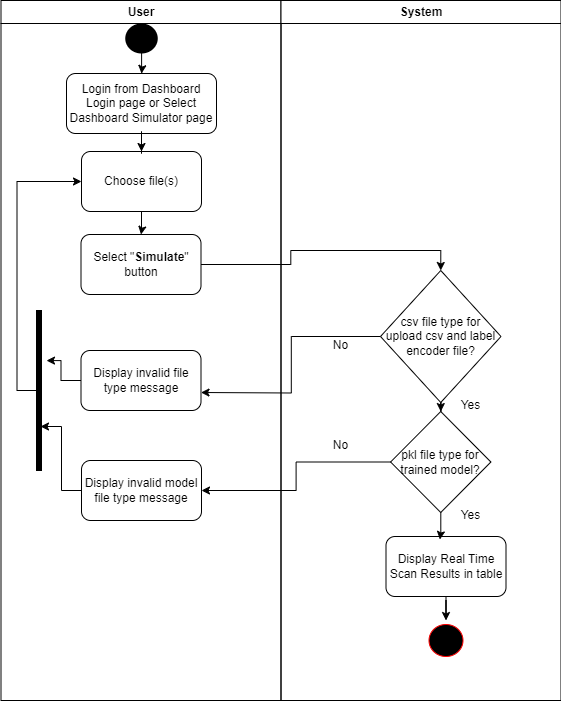 User
System
Login from Dashboard
Login page or Select
Dashboard Simulator page
Choose file(s)
Select "Simulate"
button
csv file type for
upload csv and label
encoder file?
No
Display invalid file
type message
Yes
No
pkl file type for
trained model?
Display invalid model
file type message
Yes
Display Real Time
Scan Results in table